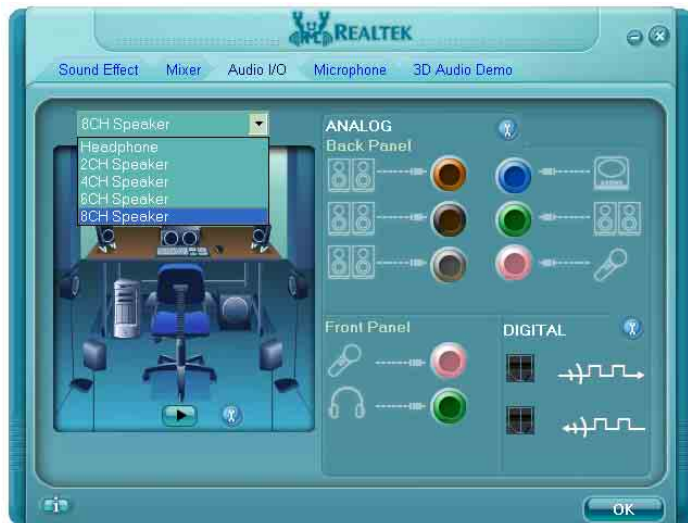 REALTEK
Sound Effect Mixer Audio I/O Microphone 3D Audio Demo
8CH Speaker
Headphone
2CH Speaker
4CH Speaker
6CH Speaker
8CH Speaker
ANALOG
Back Panel
Front Panel
DIGITAL
i
OK